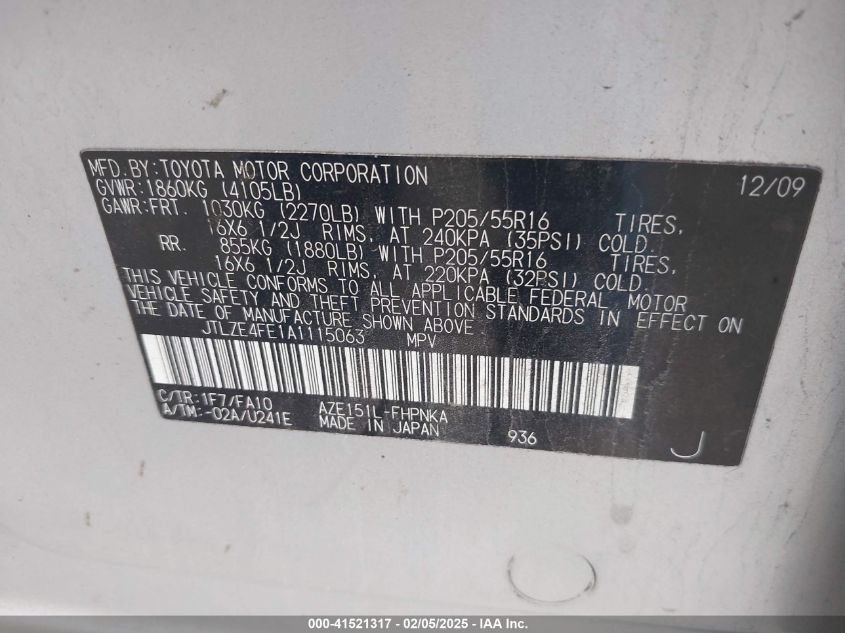 MFD.BY:TOYOTA MOTOR CORPORATION 12/09
GVWR:1860KG (4105LB)
GAWR:FRT. 1030KG (2270LB) WITH P205/55R16 TIRES,
16X6 1/2J RIMS, AT 240KPA (35PSI) COLD.
RR. 855KG (1880LB) WITH P205/55R16 TIRES,
16X6 1/2J RIMS, AT 220KPA (32PSI) COLD.
THIS VEHICLE CONFORMS TO ALL APPLICABLE FEDERAL MOTOR
VEHICLE SAFETY AND THEFT PREVENTION STANDARDS IN EFFECT ON
THE DATE OF MANUFACTURE SHOWN ABOVE
JTLZE4FE1A1115063 MPV
C/TR:1F7/FA10 AZE151L-FHPNKA
A/TM:-02A/U241E MADE IN JAPAN 936 J
000-41521317 - 02/05/2025 - IAA Inc.